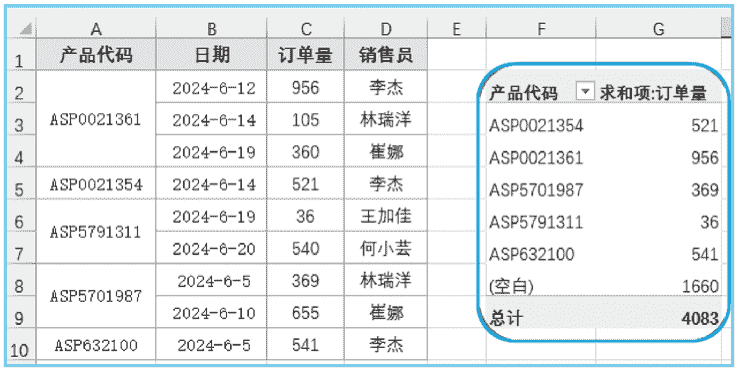 A B C D E F G
1 产品代码 日期 订单量 销售员
2 2024-6-12 956 李杰 产品代码 求和项:订单量
3 ASP0021361 2024-6-14 105 林瑞洋 ASP0021354 521
4 2024-6-19 360 崔娜 ASP0021361 956
5 ASP0021354 2024-6-14 521 李杰 ASP5701987 369
6 ASP5791311 2024-6-19 36 王加佳 ASP5791311 36
7 2024-6-20 540 何小芸 ASP632100 541
8 ASP5701987 2024-6-5 369 林瑞洋 (空白) 1660
9 2024-6-10 655 崔娜 总计 4083
10 ASP632100 2024-6-5 541 李杰